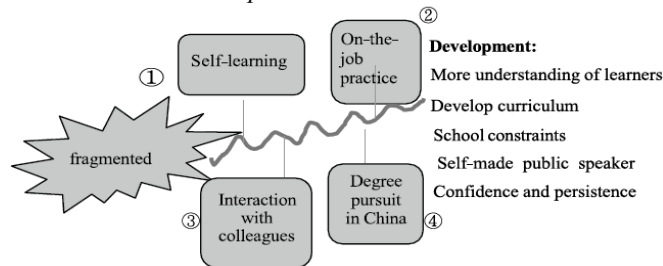 ②
On-the-
job
practice
①
Self-learning
fragmented
Interaction
with
colleagues
③
Degree
pursuit
in China
④
Development:
More understanding of learners
Develop curriculum
School constraints
Self-made public speaker
Confidence and persistence